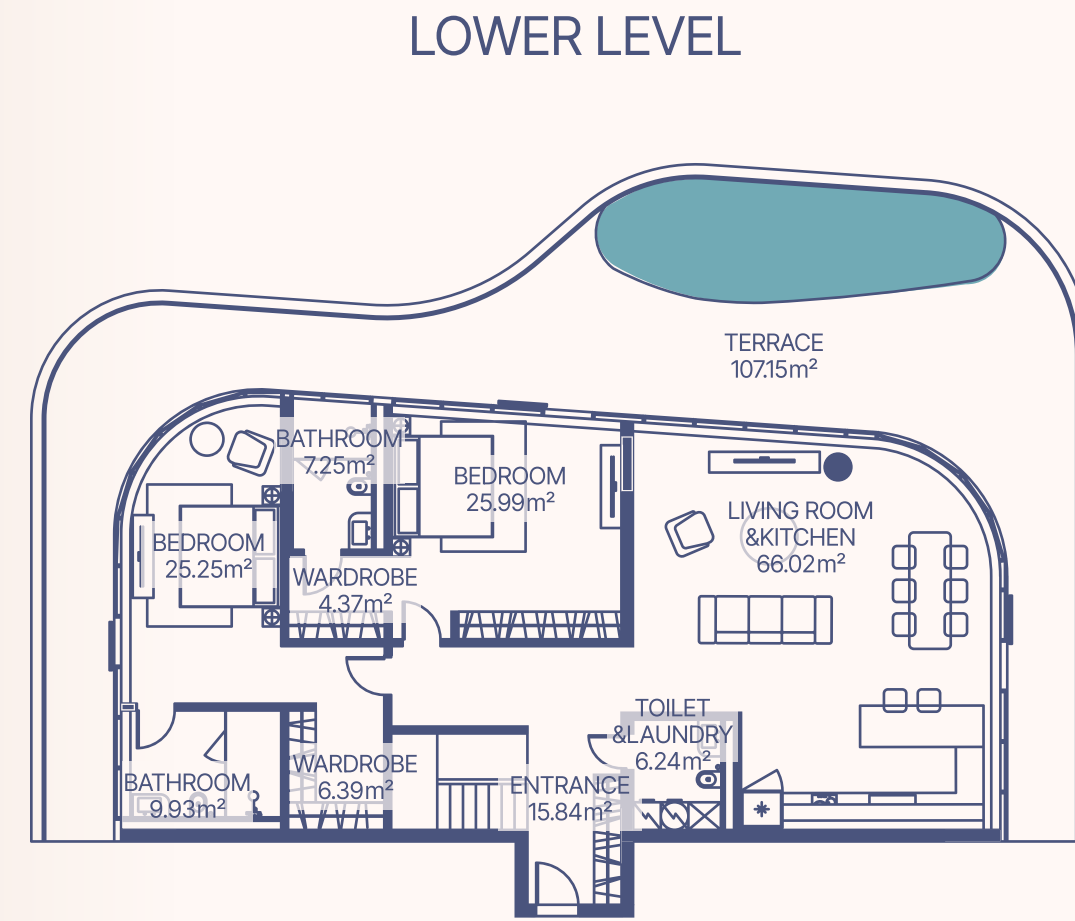 LOWER LEVEL
TERRACE
107.15m²
BATHROOM
7.25m²
BEDROOM
25.99m²
LIVING ROOM
&KITCHEN
66.02m²
BEDROOM
25.25m²
WARDROBE
4.37m²
TOILET
&LAUNDRY
6.24m²
WARDROBE
6.39m²
ENTRANCE
15.84m²
BATHROOM
9.93m²